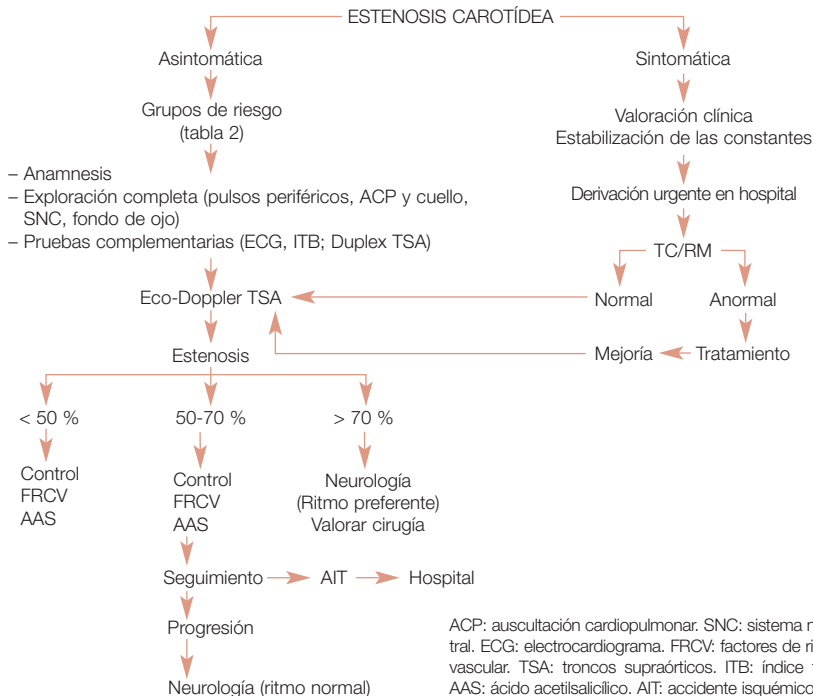 ESTENOSIS CAROTÍDEA
Asintomática
Sintomática
Grupos de riesgo
(tabla 2)
Valoración clínica
Estabilización de las constantes
– Anamnesis
– Exploración completa (pulsos periféricos, ACP y cuello,
SNC, fondo de ojo)
– Pruebas complementarias (ECG, ITB; Duplex TSA)
Derivación urgente en hospital
TC/RM
Eco-Doppler TSA
Normal
Anormal
Estenosis
Mejoría
Tratamiento
< 50 %
50-70 %
> 70 %
Control
FRCV
AAS
Control
FRCV
AAS
Neurología
(Ritmo preferente)
Valorar cirugía
Seguimiento
AIT
Hospital
Progresión
Neurología (ritmo normal)
ACP: auscultación cardiopulmonar. SNC: sistema
tral. ECG: electrocardiograma. FRCV: factores de
vascular. TSA: troncos supraórticos. ITB: índice
AAS: ácido acetilsalicílico. AIT: accidente isquémico